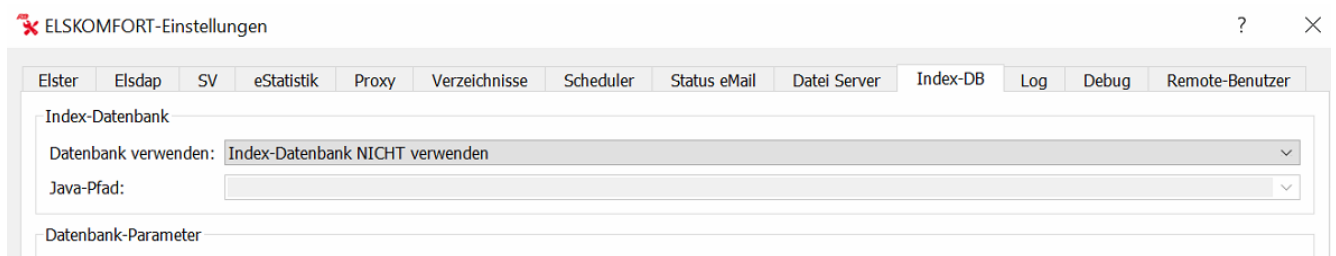 ELSKOMFORT-Einstellungen ?
Elster Elsdap SV eStatistik Proxy Verzeichnisse Scheduler Status eMail Datei Server Index-DB Log Debug Remote-Benutzer
Index-Datenbank
Datenbank verwenden: Index-Datenbank NICHT verwenden
Java-Pfad:
Datenbank-Parameter